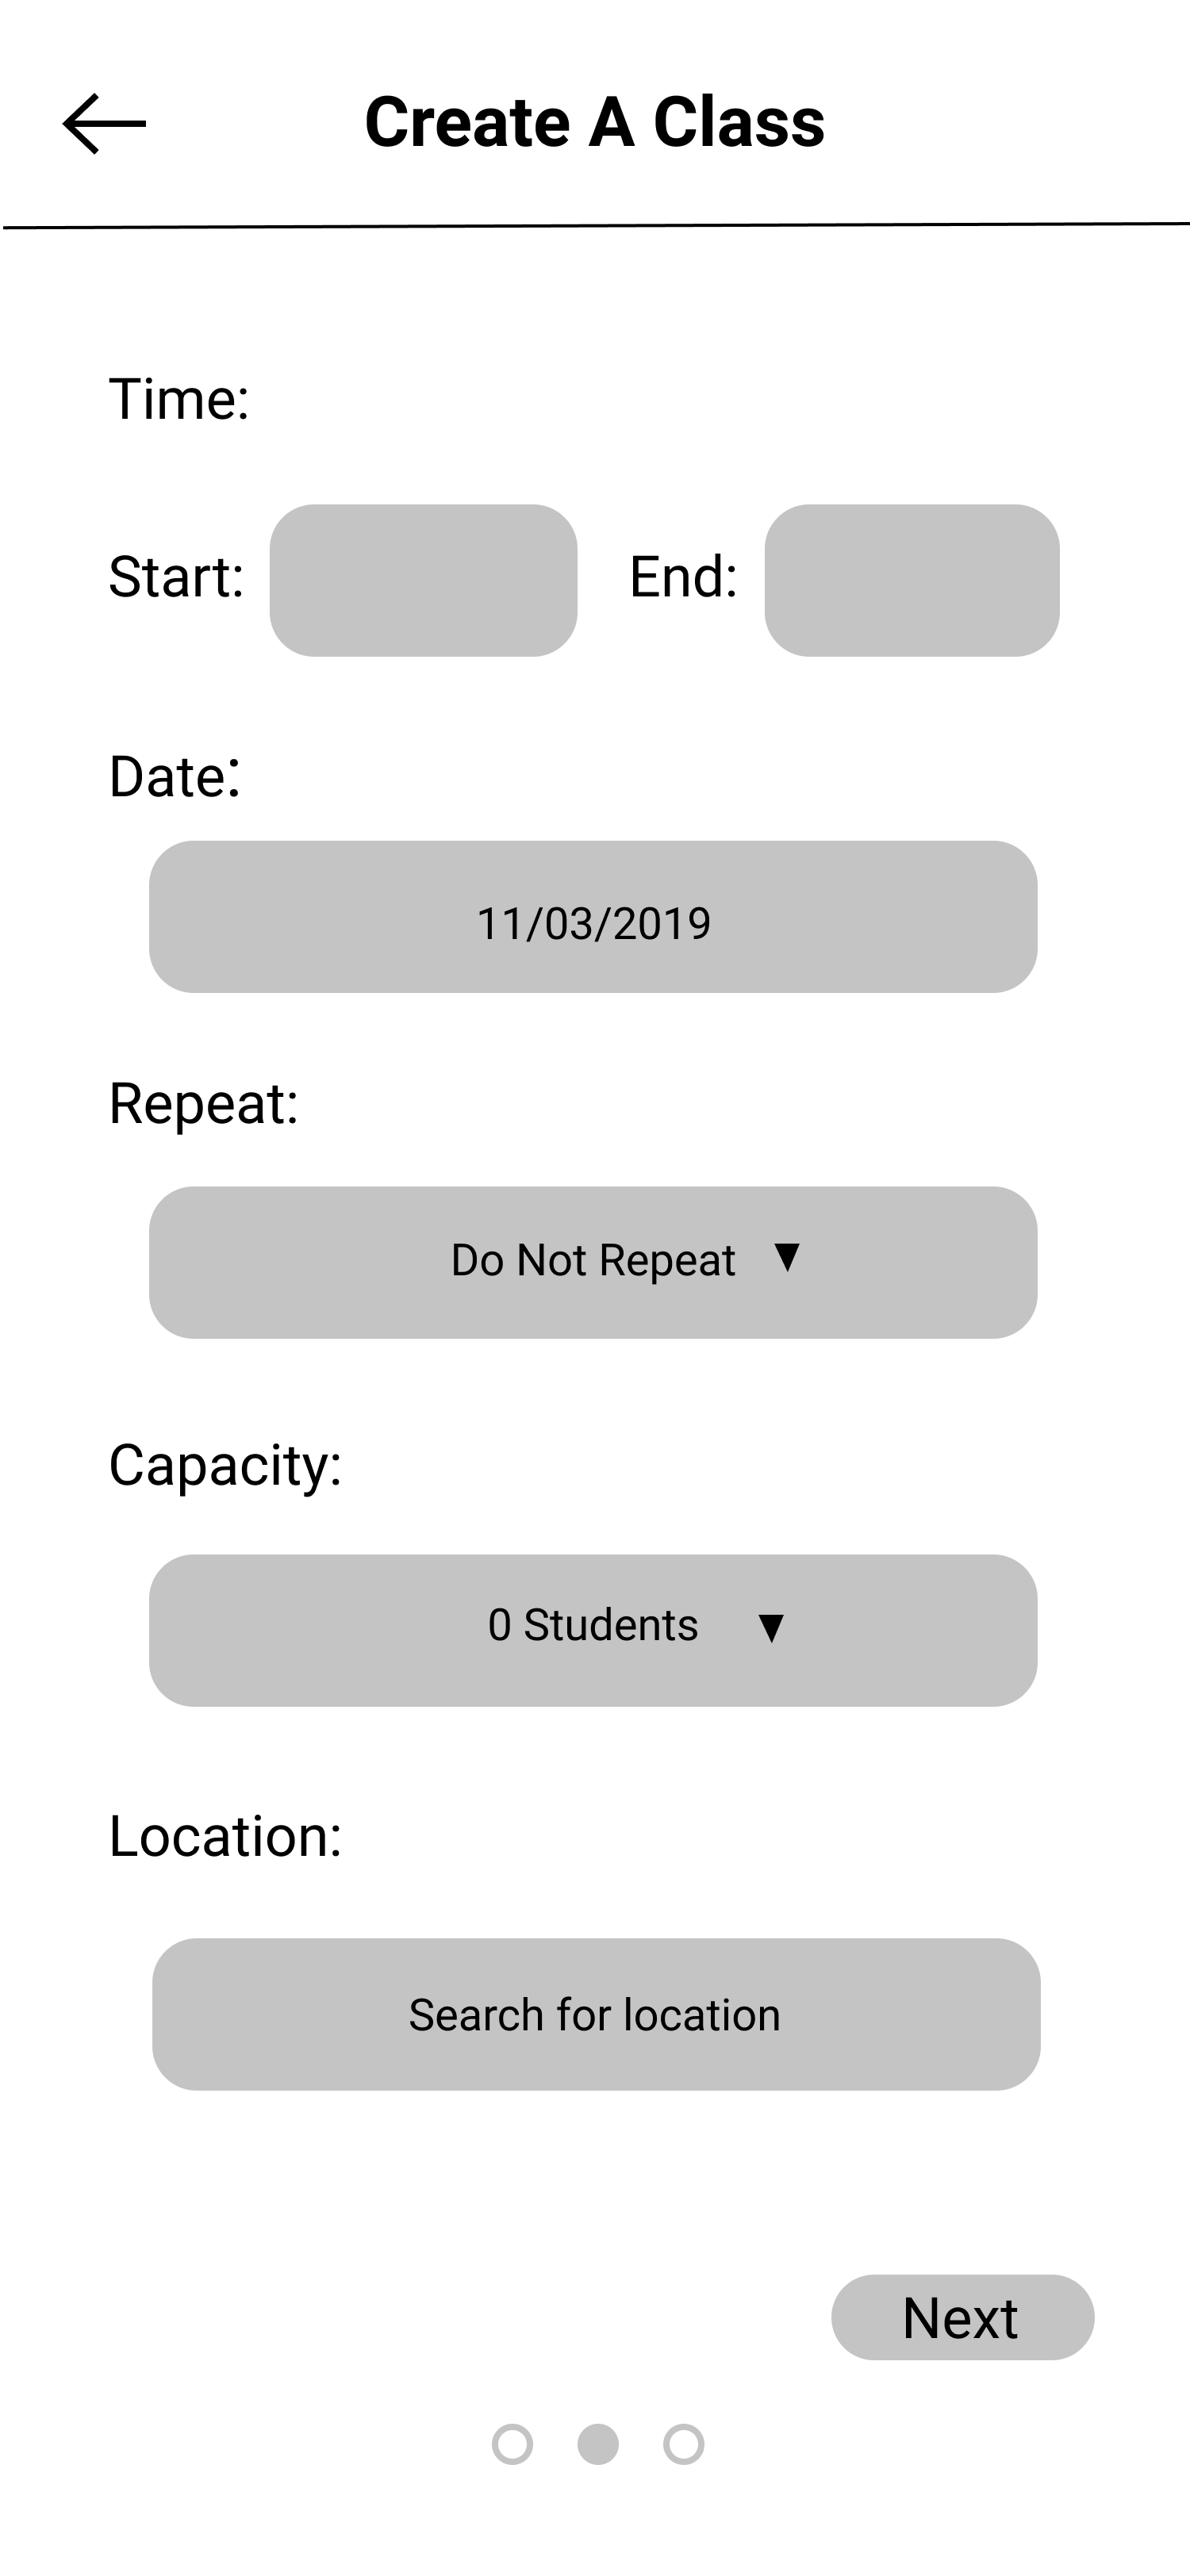 Create A Class
Time:
Start: End:
Date:
11/03/2019
Repeat:
Do Not Repeat ▼
Capacity:
0 Students ▼
Location:
Search for location
Next